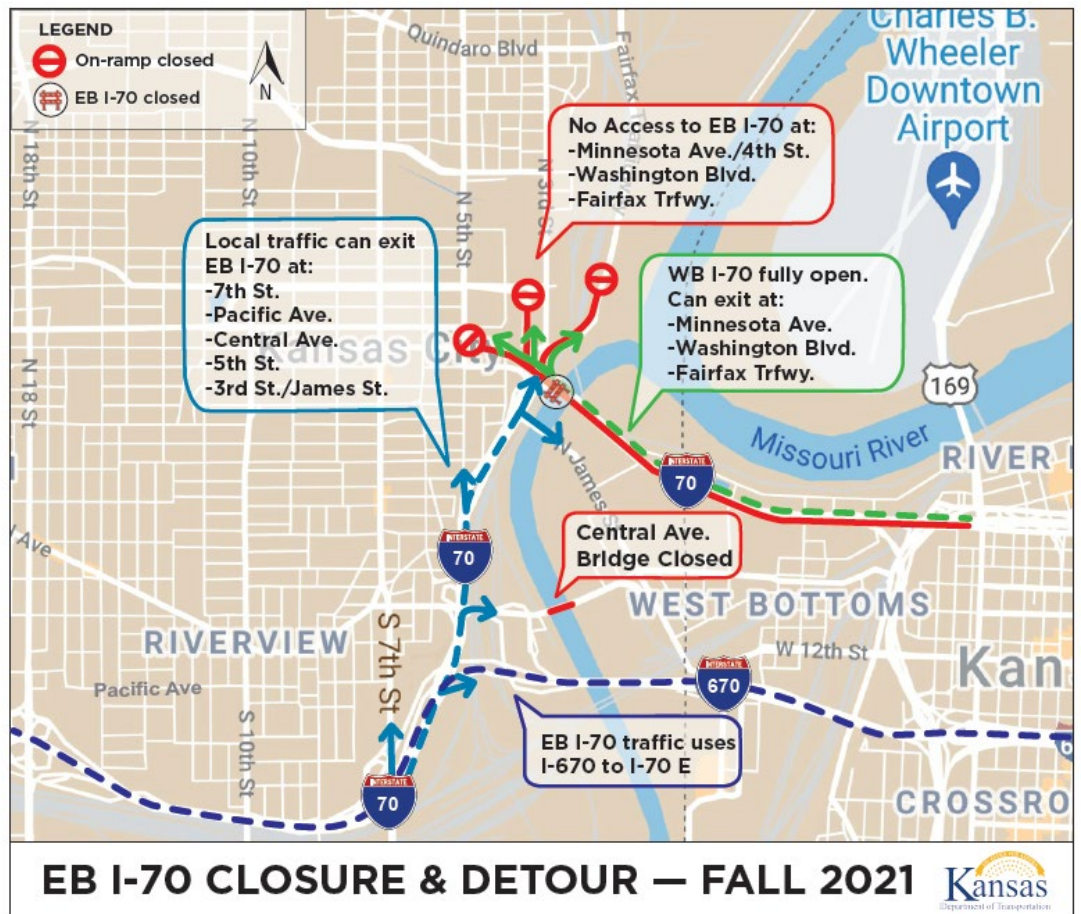 LEGEND
On-ramp closed
EB I-70 closed
N
Quindaro Blvd
Fairfax Tra
Charles B.
Wheeler
Downtown
Airport
N 18th St
N 10th St
N 5th St
N 3rd St
No Access to EB I-70 at:
-Minnesota Ave./4th St.
-Washington Blvd.
-Fairfax Trfwy.
Local traffic can exit
EB I-70 at:
-7th St.
-Pacific Ave.
-Central Ave.
-5th St.
-3rd St./James St.
WB I-70 fully open.
Can exit at:
-Minnesota Ave.
-Washington Blvd.
-Fairfax Trfwy.
Kansas City
169
Missouri River
RIVER
N 18 St
N James S
INTERSTATE
70
INTERSTATE
70
Central Ave.
Bridge Closed
Ave
WEST BOTTOMS
RIVERVIEW
S 7th St
W 12th St
Kan
INTERSTATE
670
Pacific Ave
S 10th St
EB I-70 traffic uses
I-670 to I-70 E
INTERSTATE
70
6
CROSSRO
EB I-70 CLOSURE & DETOUR — FALL 2021
Kansas
Department of Transportation